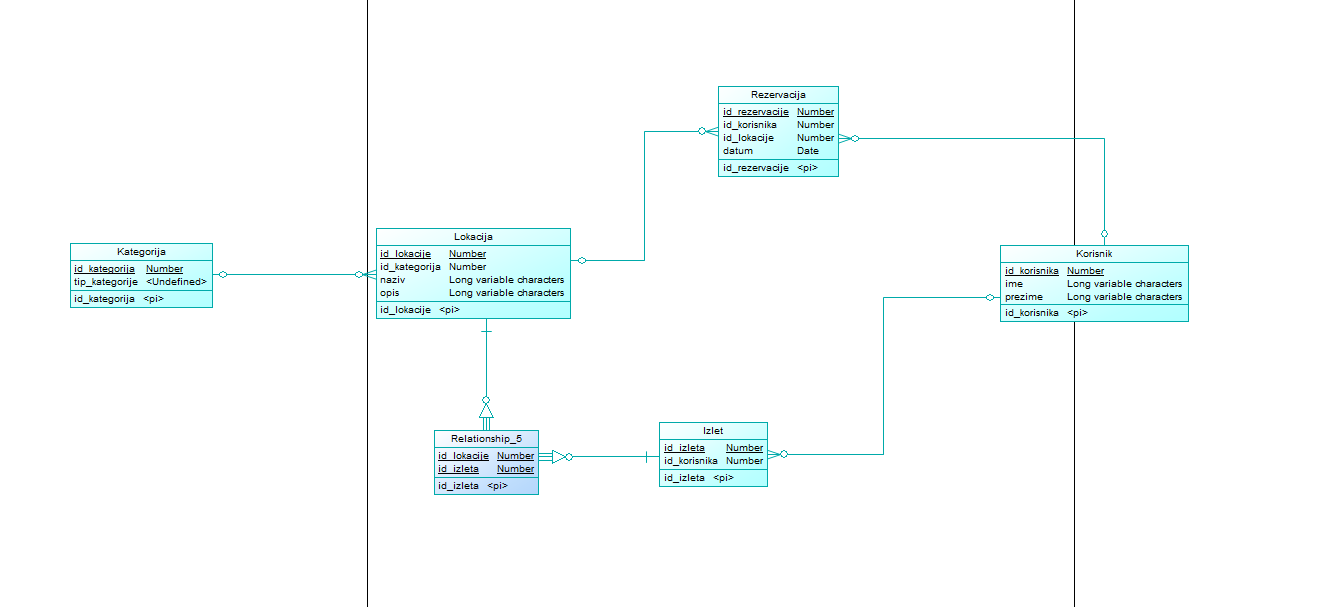 Rezervacija
id_rezervacije Number
id_korisnika Number
id_lokacije Number
datum Date
id_rezervacije <pi>
Kategorija
id_kategorija Number
tip_kategorije <Undefined>
id_kategorija <pi>
Lokacija
id_lokacije Number
id_kategorija Number
naziv Long variable characters
opis Long variable characters
id_lokacije <pi>
Korisnik
id_korisnika Number
ime Long variable characters
prezime Long variable characters
id_korisnika <pi>
Relationship_5
id_lokacije Number
id_izleta Number
id_izleta <pi>
Izlet
id_izleta Number
id_korisnika Number
id_izleta <pi>